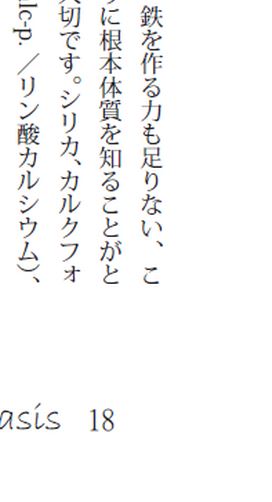 鉄を作る力も足りない、こ
に根本体質を知ることがと
切です。シリカ、カルクフォ
lc-p. ／リン酸カルシウム）、
asis 18